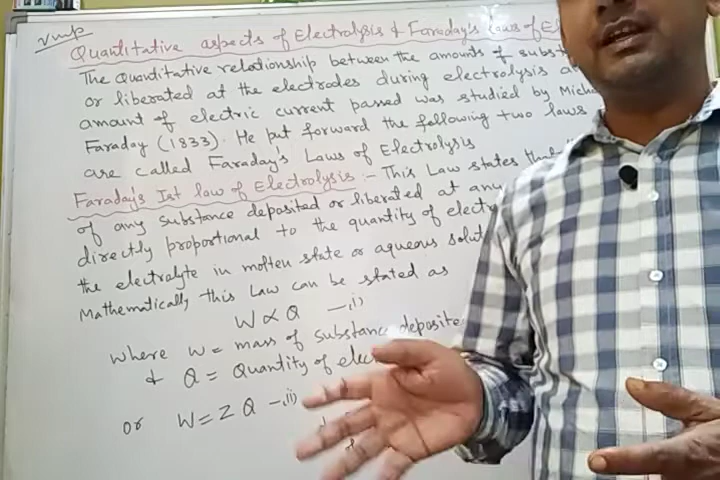 vmp
Quantitative aspects of Electrolysis & Faraday's Laws of El
The Quantitative relationship between the amounts of subst
or liberated at the electrodes during electrolysis a
amount of electric current passed was studied by Micha
Faraday (1833). He put forward the following two laws
are called Faraday's Laws of Electrolysis
Faraday's Ist law of Electrolysis :- This Law states that
of any substance deposited or liberated at any
directly proportional to the quantity of electr
the electrolyte in molten state or aqueous solut
Mathematically this Law can be stated as
W ∝ Q —(i)
where W = mass of substance deposite
& Q = Quantity of elec
or W = Z Q —(ii)